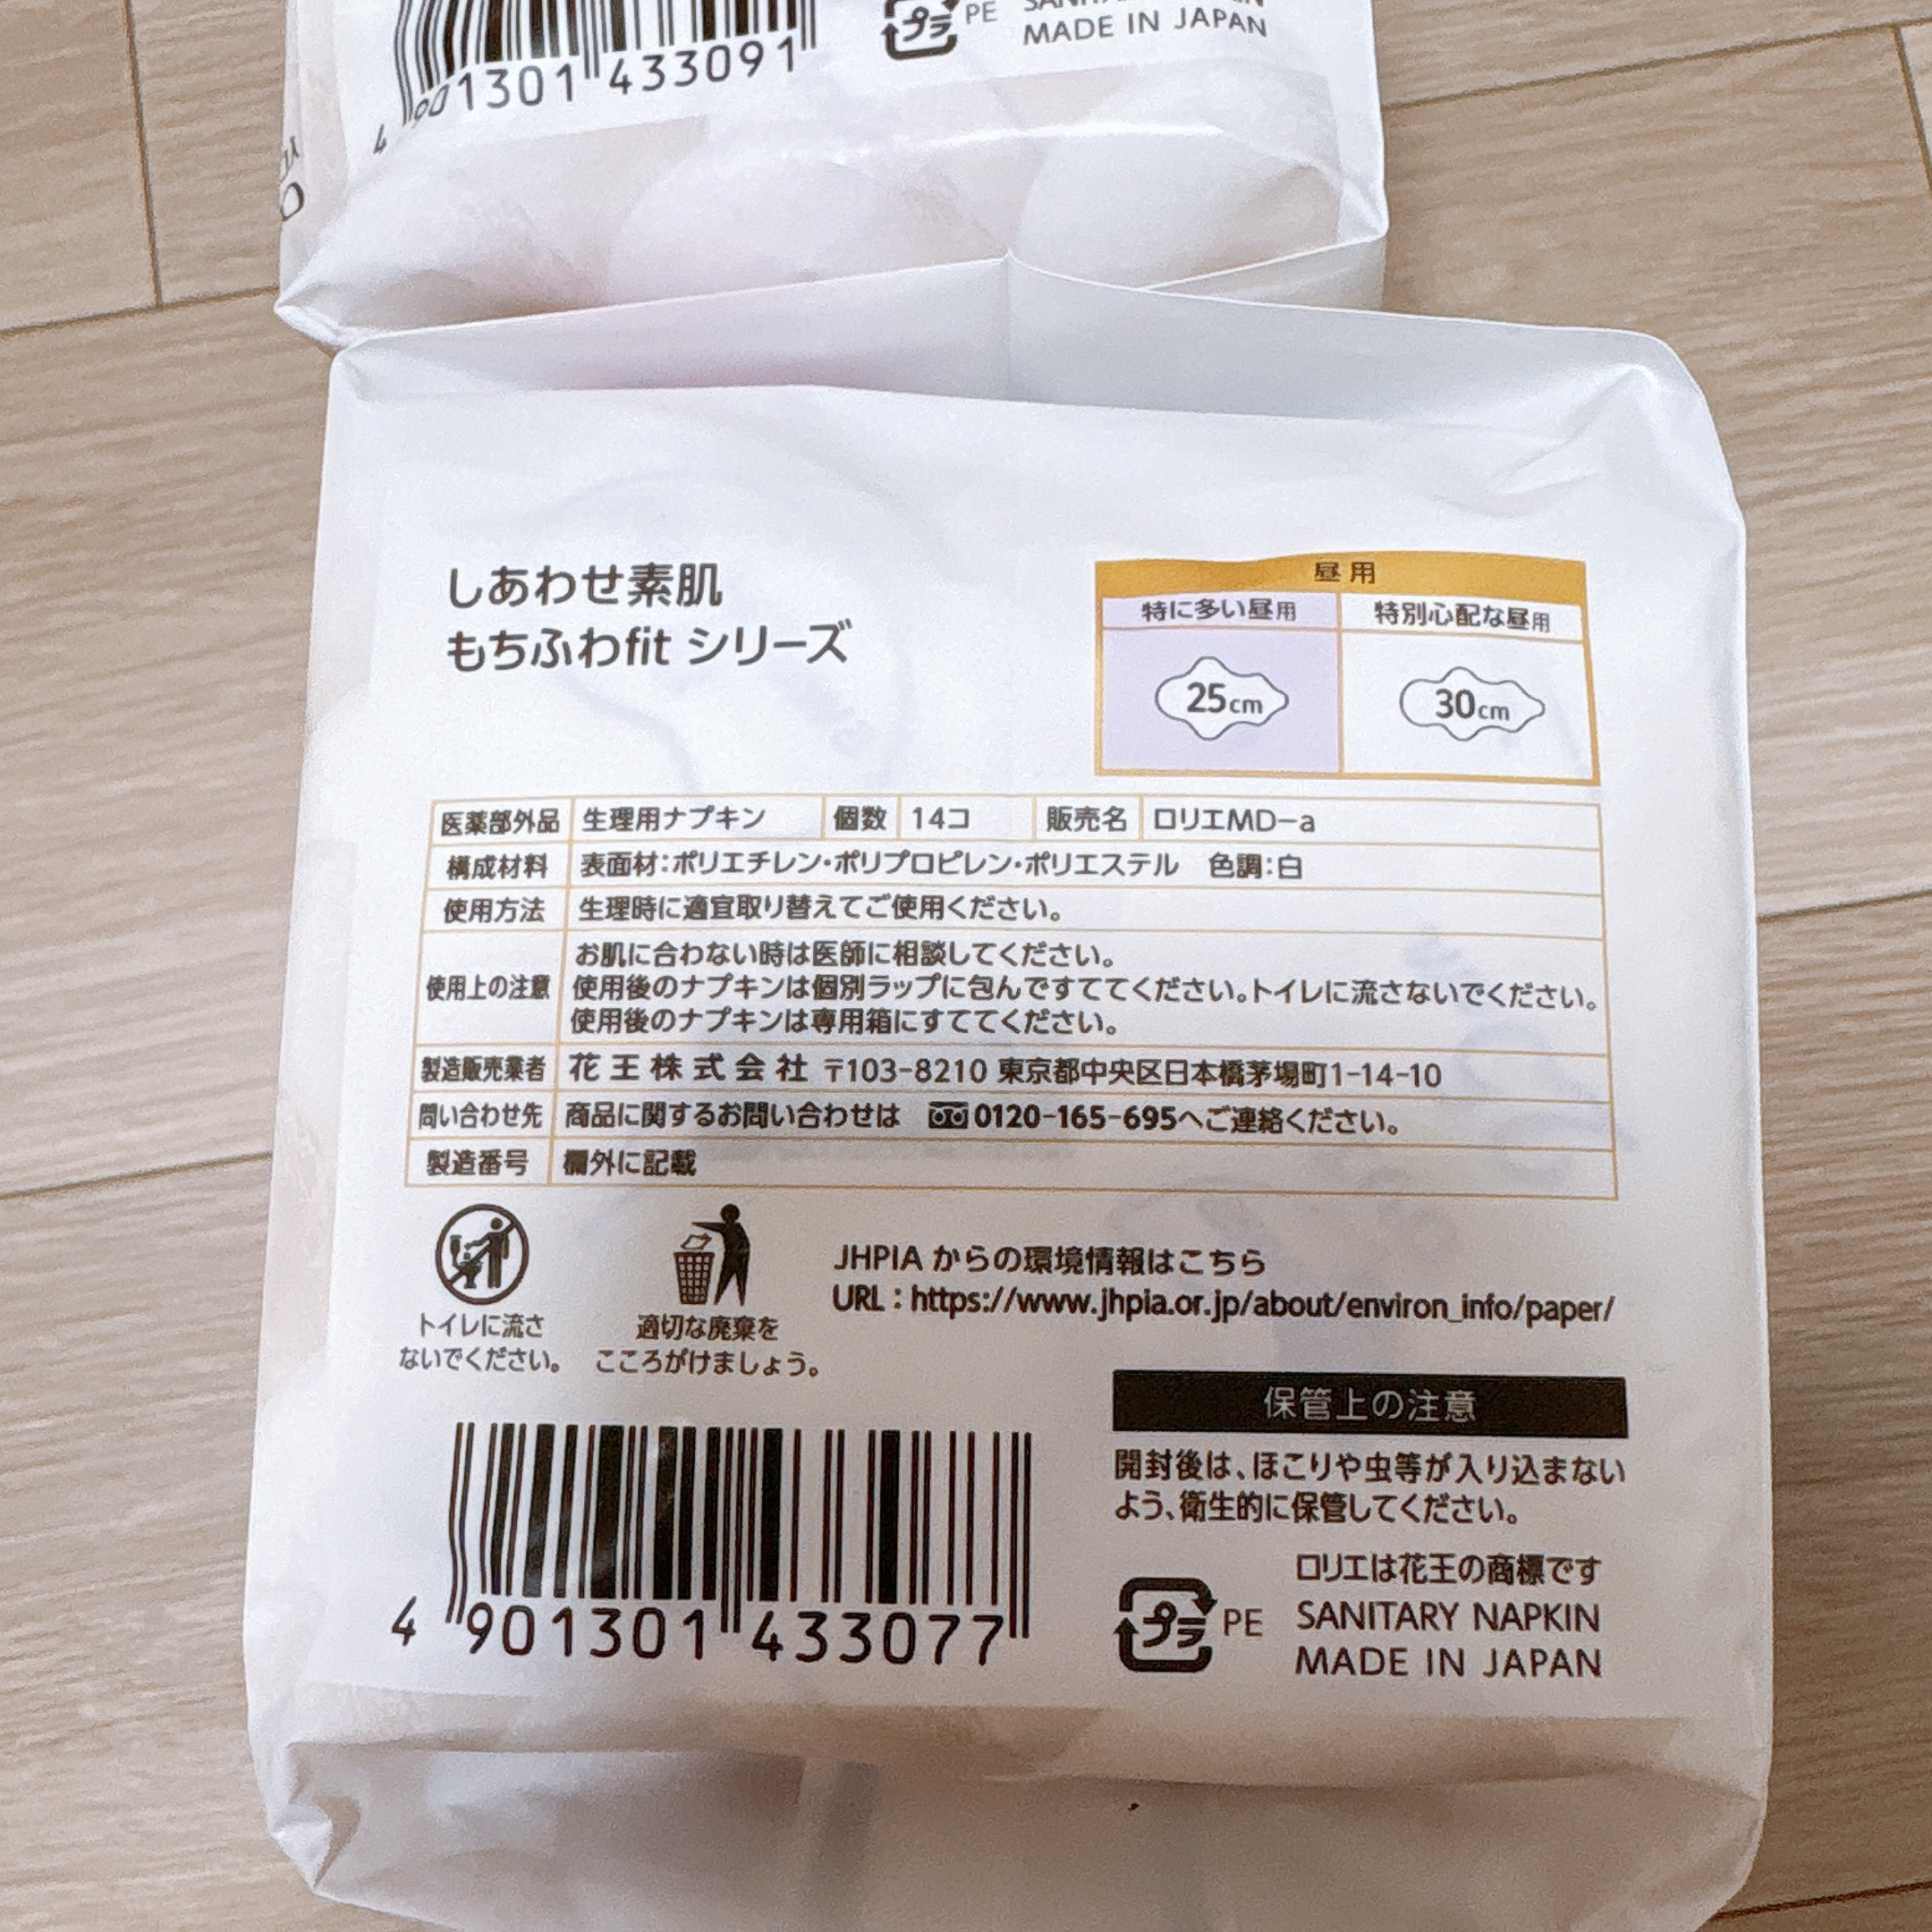 4 901301 433091
プラ PE
MADE IN JAPAN
しあわせ素肌
もちふわfit シリーズ
昼用
特に多い昼用 特別心配な昼用
25cm 30cm
医薬部外品 生理用ナプキン 個数 14コ 販売名 ロリエMD-a
構成材料 表面材:ポリエチレン・ポリプロピレン・ポリエステル 色調:白
使用方法 生理時に適宜取り替えてご使用ください。
使用上の注意 お肌に合わない時は医師に相談してください。
使用後のナプキンは個別ラップに包んですててください。トイレに流さないでください。
使用後のナプキンは専用箱にすててください。
製造販売業者 花王株式会社 〒103-8210 東京都中央区日本橋茅場町1-14-10
問い合わせ先 商品に関するお問い合わせは 0120-165-695へご連絡ください。
製造番号 欄外に記載
トイレに流さ
ないでください。
適切な廃棄を
こころがけましょう。
JHPIA からの環境情報はこちら
URL:https://www.jhpia.or.jp/about/environ_info/paper/
保管上の注意
開封後は、ほこりや虫等が入り込まない
よう、衛生的に保管してください。
4 901301 433077
プラ PE
ロリエは花王の商標です
SANITARY NAPKIN
MADE IN JAPAN